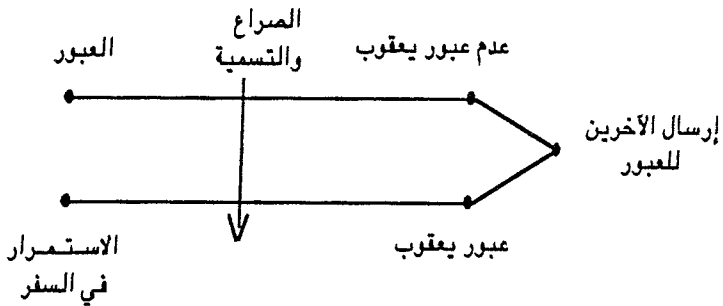 الصراع
والتسمية
العبور
عدم عبور يعقوب
إرسال الآخرين
للعبور
عبور يعقوب
الاستمرار
في السفر